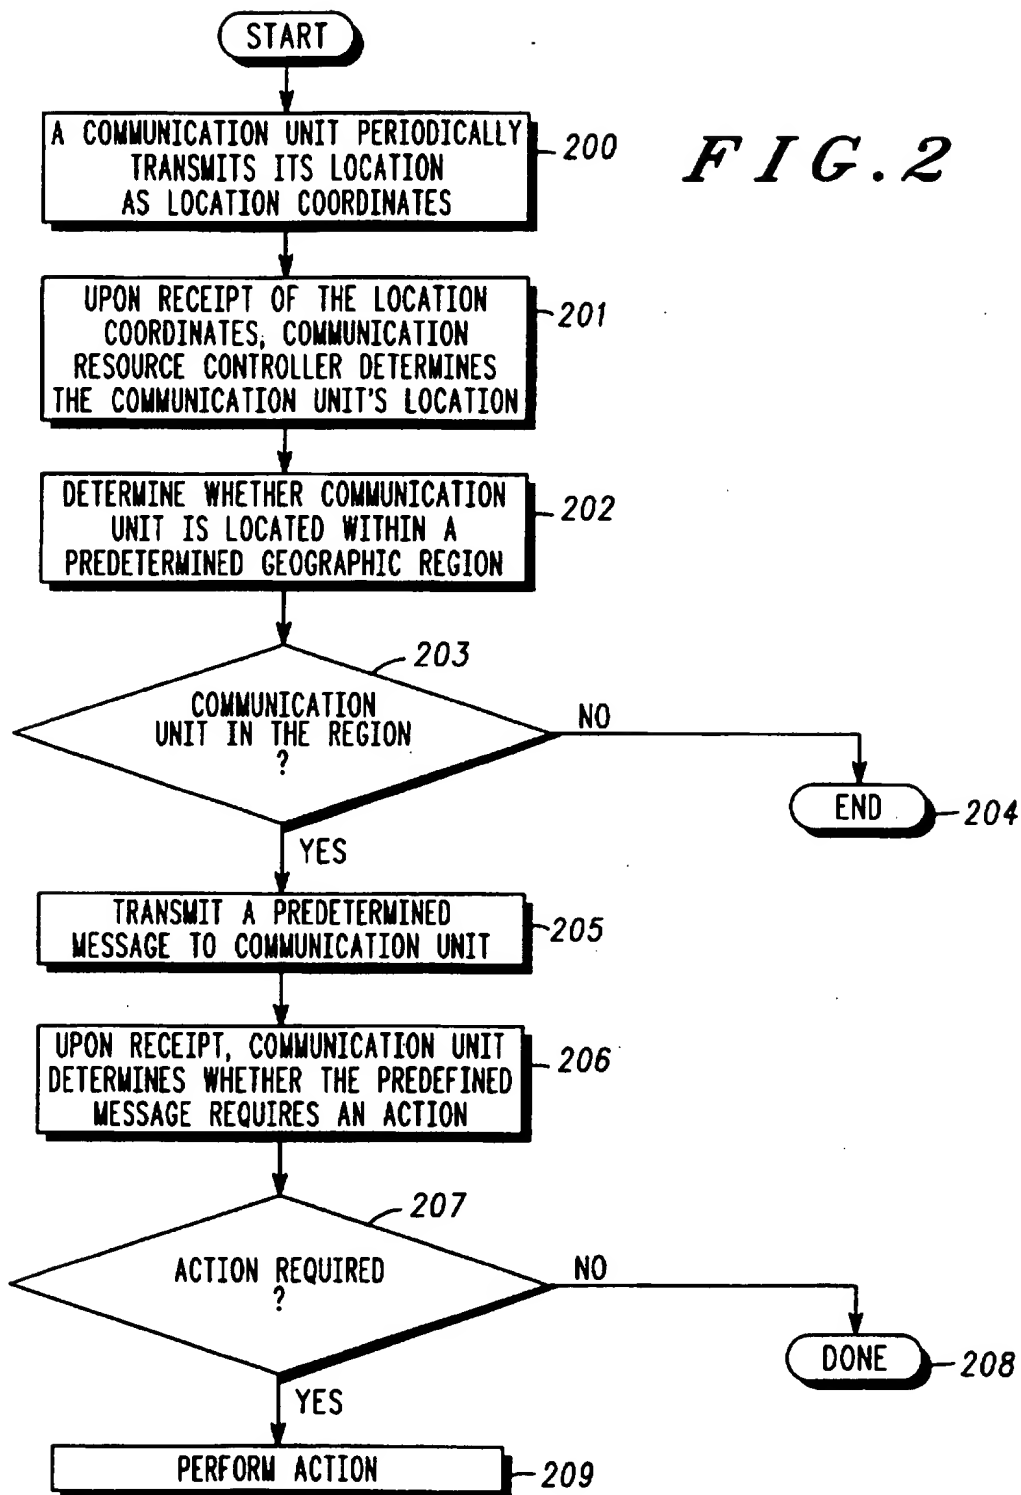 START
A COMMUNICATION UNIT PERIODICALLY
TRANSMITS ITS LOCATION
AS LOCATION COORDINATES
200
FIG.2
UPON RECEIPT OF THE LOCATION
COORDINATES, COMMUNICATION
RESOURCE CONTROLLER DETERMINES
THE COMMUNICATION UNIT'S LOCATION
201
DETERMINE WHETHER COMMUNICATION
UNIT IS LOCATED WITHIN A
PREDETERMINED GEOGRAPHIC REGION
202
203
COMMUNICATION
UNIT IN THE REGION
?
NO
END
204
YES
TRANSMIT A PREDETERMINED
MESSAGE TO COMMUNICATION UNIT
205
UPON RECEIPT, COMMUNICATION UNIT
DETERMINES WHETHER THE PREDEFINED
MESSAGE REQUIRES AN ACTION
206
207
ACTION REQUIRED
?
NO
DONE
208
YES
PERFORM ACTION
209